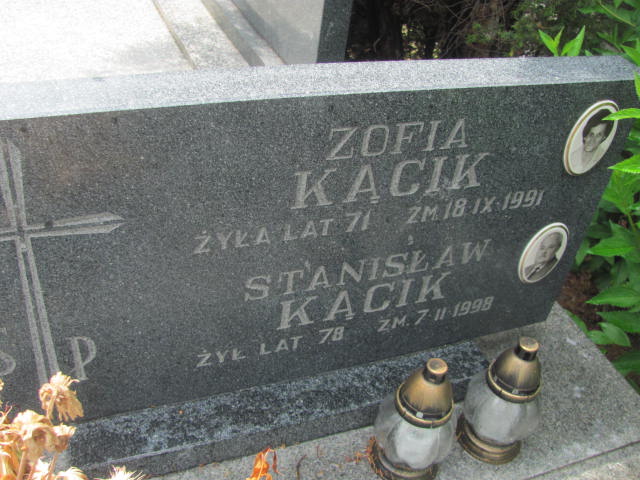 ZOFIA
KĄCIK
ŻYŁA LAT 71 ZM. 18 IX 1991
STANISŁAW
KĄCIK
ŻYŁ LAT 78 ZM. 7-II-1998
Ś P